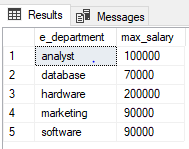 Results Messages
e_department max_salary
1 analyst 100000
2 database 70000
3 hardware 200000
4 marketing 90000
5 software 90000